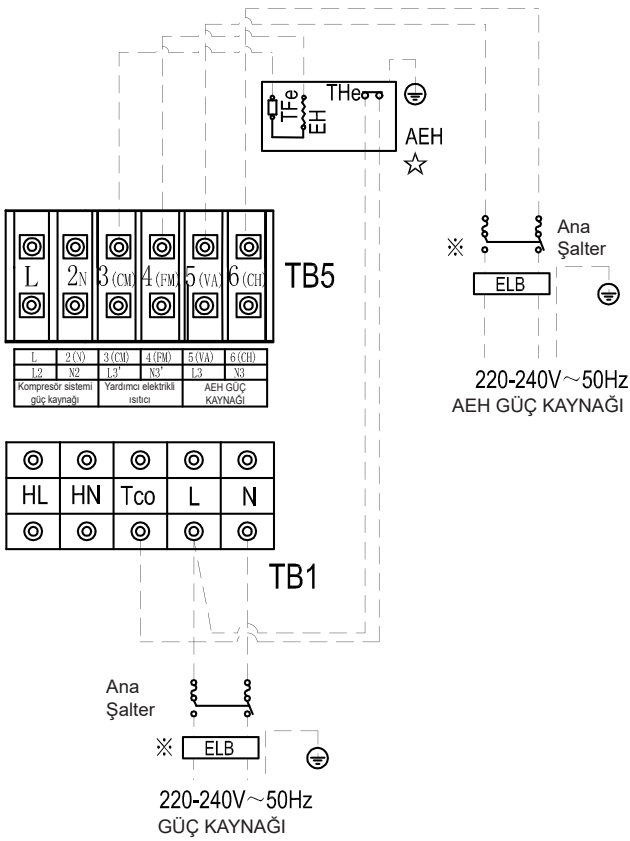 THe
TFe
EH
AEH
Ana
Şalter
※
ELB
220-240V～50Hz
AEH GÜÇ KAYNAĞI
L 2N 3(CM) 4(FM) 5(VA) 6(CH)
TB5
L 2(N) 3(CM) 4(FM) 5(VA) 6(CH)
L2 N2 L3' N3' L3 N3
Kompresör sistemi
güç kaynağı
Yardımcı elektrikli
ısıtıcı
AEH GÜÇ
KAYNAĞI
HL HN Tco L N
TB1
Ana
Şalter
※ ELB
220-240V～50Hz
GÜÇ KAYNAĞI